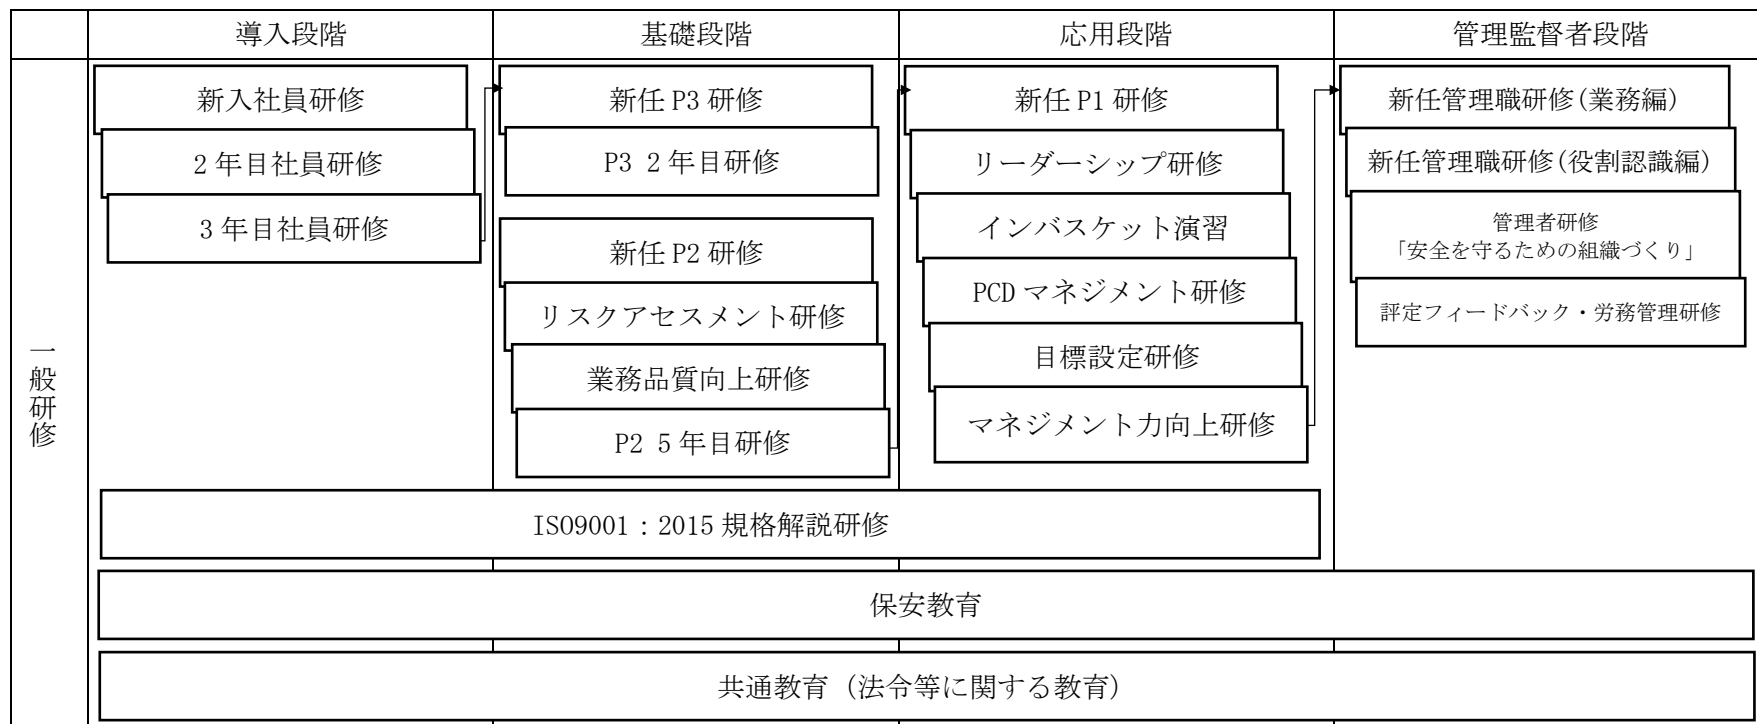 導入段階
基礎段階
応用段階
管理監督者段階
一般研修
新入社員研修
2年目社員研修
3年目社員研修
新任P3研修
P3 2年目研修
新任P2研修
リスクアセスメント研修
業務品質向上研修
P2 5年目研修
新任P1研修
リーダーシップ研修
インバスケット演習
PCDマネジメント研修
目標設定研修
マネジメント力向上研修
新任管理職研修(業務編)
新任管理職研修(役割認識編)
管理者研修
「安全を守るための組織づくり」
評定フィードバック・労務管理研修
ISO9001：2015規格解説研修
保安教育
共通教育（法令等に関する教育）